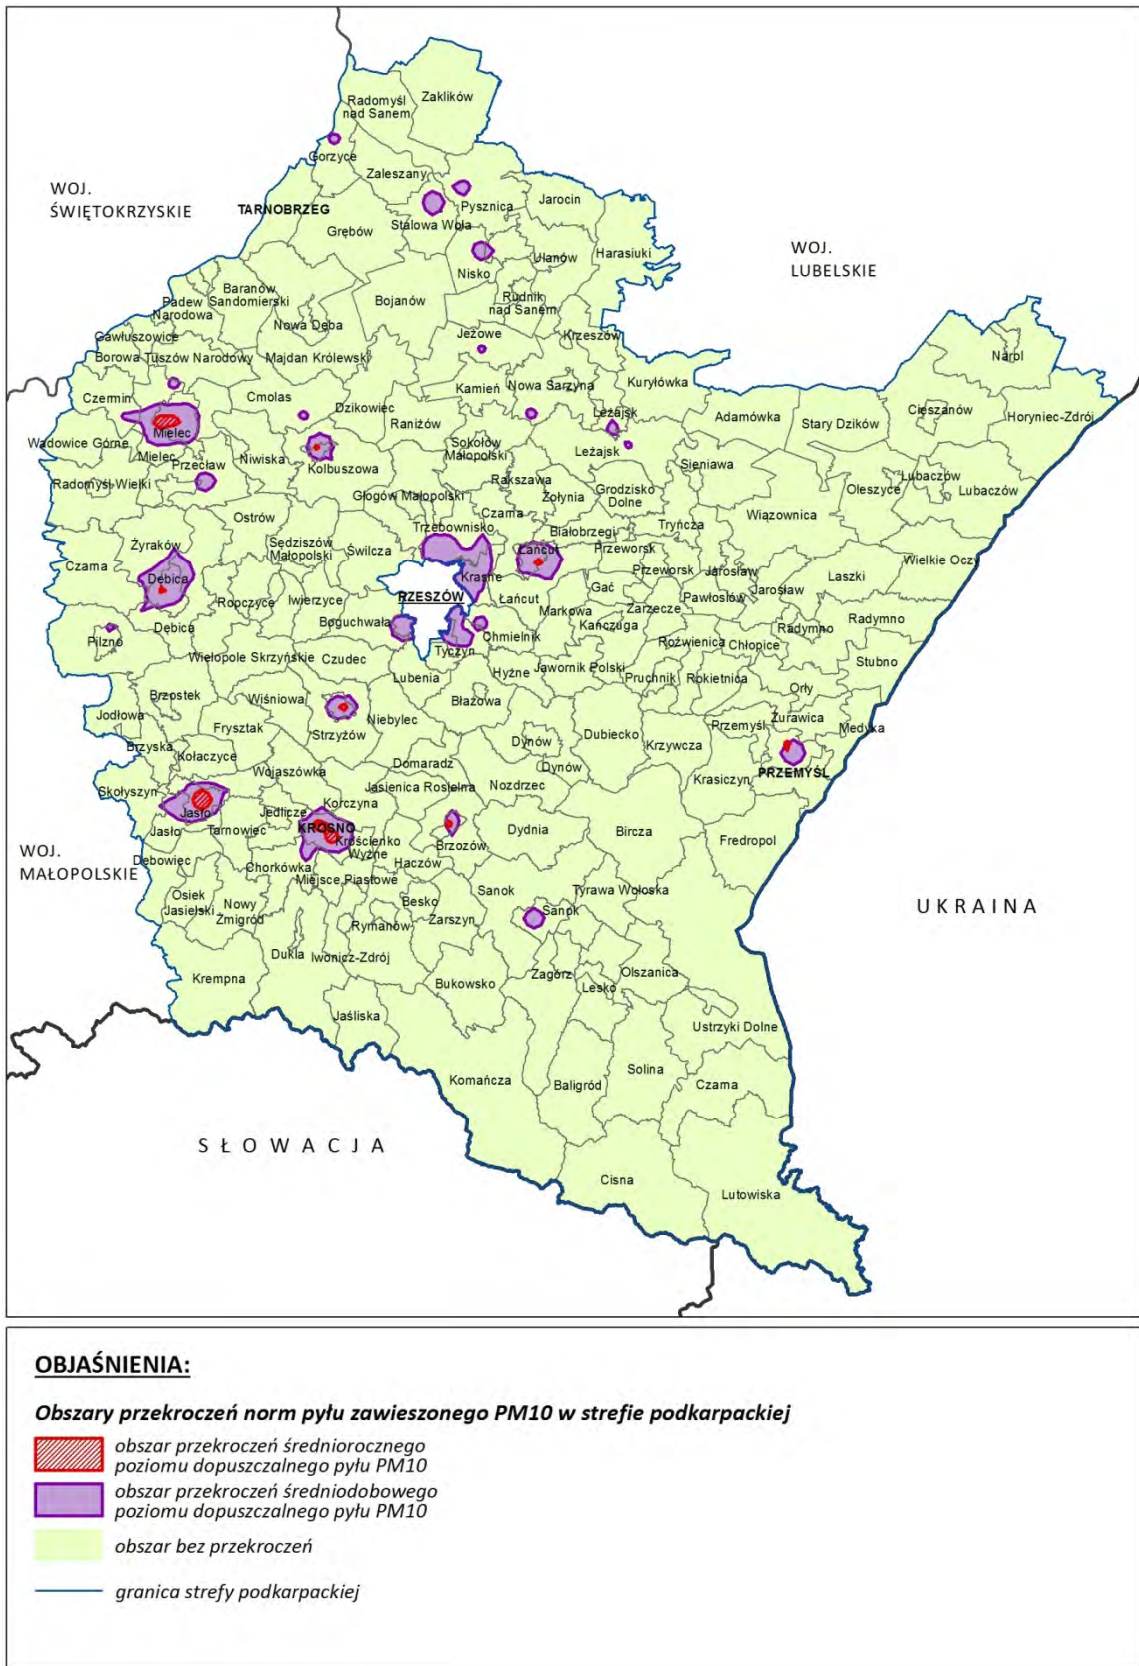 Radomyśl
nad Sanem
Zaklików
Gorzyce
Zaleszany
WOJ.
ŚWIĘTOKRZYSKIE
TARNOBRZEG
Pysznica
Jarocin
Stalowa Wola
Grębów
WOJ.
LUBELSKIE
Harasiuki
Ulanów
Nisko
Baranów
Sandomierski
Padew
Narodowa
Bojanów
Rudnik
nad Sanem
Nowa Dęba
Gawłuszowice
Jeżowe
Krzeszów
Borowa
Tuszów Narodowy
Majdan Królewski
Narol
Czermin
Cmolas
Kamień
Nowa Sarzyna
Kuryłówka
Dzikowiec
Raniżów
Leżajsk
Adamówka
Stary Dzików
Cieszanów
Horyniec-Zdrój
Mielec
Wadowice Górne
Mielec
Niwiska
Kolbuszowa
Sokołów
Małopolski
Leżajsk
Sieniawa
Przecław
Radomyśl Wielki
Rakszawa
Grodzisko
Dolne
Lubaczów
Oleszyce
Lubaczów
Głogów Małopolski
Żołynia
Ostrów
Czarna
Wiązownica
Trzebownisko
Białobrzegi
Tryńcza
Żyraków
Sędziszów
Małopolski
Świlcza
Łańcut
Przeworsk
Wielkie Oczy
Czarna
Dębica
Krasne
Przeworsk
Jarosław
Laszki
Ropczyce
Iwierzyce
RZESZÓW
Łańcut
Gać
Pawłosiów
Jarosław
Markowa
Zarzecze
Boguchwała
Kańczuga
Radymno
Radymno
Dębica
Pilzno
Chmielnik
Roźwienica
Chłopice
Tyczyn
Stubno
Wielopole Skrzyńskie
Czudec
Lubenia
Hyżne
Jawornik Polski
Pruchnik
Rokietnica
Brzostek
Wiśniowa
Błażowa
Orły
Jodłowa
Niebylec
Strzyżów
Frysztak
Dubiecko
Przemyśl
Żurawica
Medyka
Brzyska
Dynów
Krzywcza
Kołaczyce
Domaradz
Dynów
PRZEMYŚL
Wojaszówka
Krasiczyn
Skołyszyn
Jasienica Rosielna
Nozdrzec
Korczyna
Jasło
Jedlicze
Jasło
Tarnowiec
KROSNO
Krościenko
Wyżne
Brzozów
Dydnia
Bircza
Fredropol
WOJ.
MAŁOPOLSKIE
Dębowiec
Chorkówka
Haczów
Miejsce Piastowe
Sanok
Tyrawa Wołoska
Osiek
Jasielski
Nowy
Żmigród
Besko
Zarszyn
Sanok
UKRAINA
Rymanów
Dukla
Iwonicz-Zdrój
Krempna
Zagórz
Olszanica
Bukowsko
Lesko
Jaśliska
Ustrzyki Dolne
Solina
Komańcza
Baligród
Czarna
SŁOWACJA
Cisna
Lutowiska
OBJAŚNIENIA:
Obszary przekroczeń norm pyłu zawieszonego PM10 w strefie podkarpackiej
obszar przekroczeń średniorocznego
poziomu dopuszczalnego pyłu PM10
obszar przekroczeń średniodobowego
poziomu dopuszczalnego pyłu PM10
obszar bez przekroczeń
granica strefy podkarpackiej